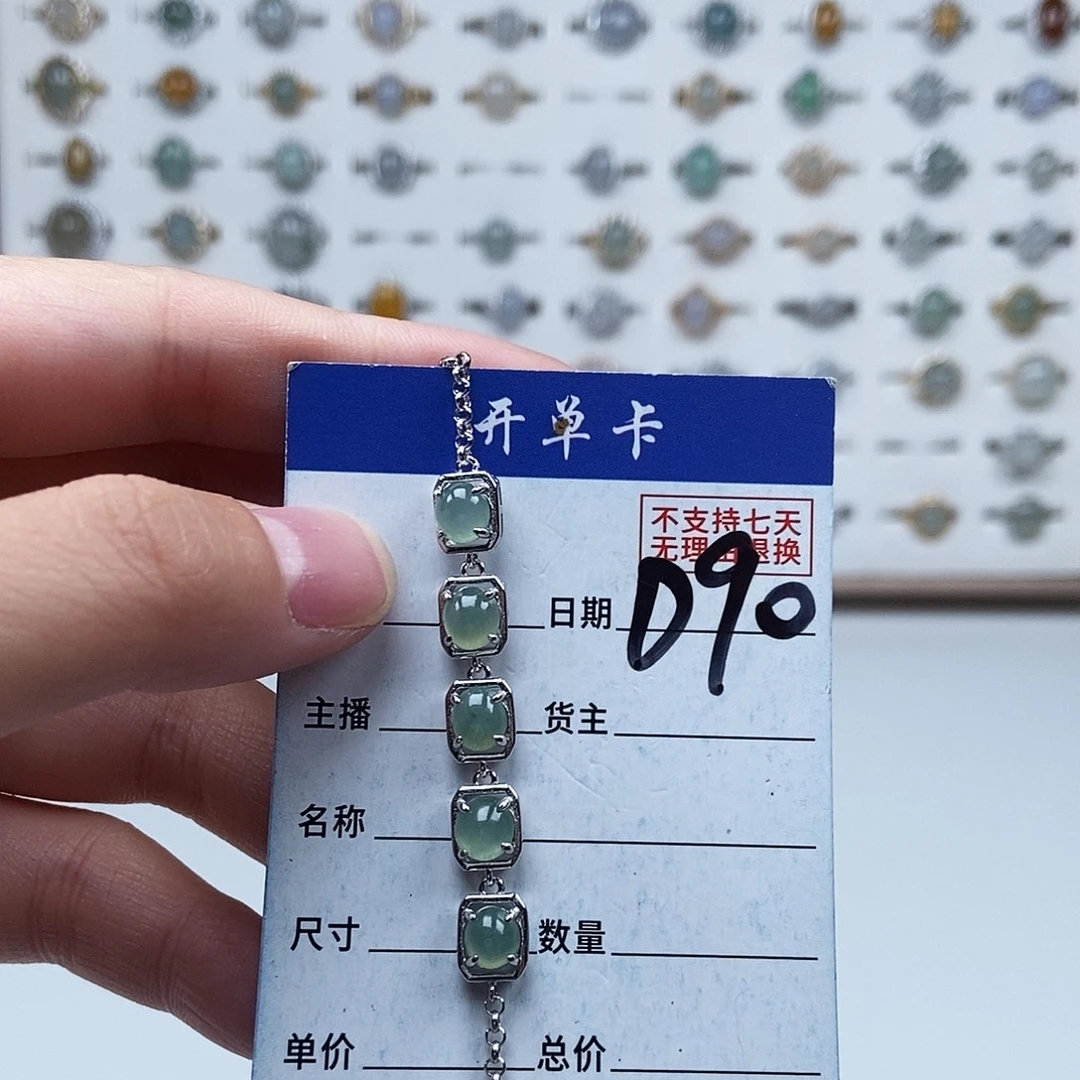 开单卡
不支持七天
无理由退换
日期 D90
主播 货主
名称
尺寸 数量
单价 总价